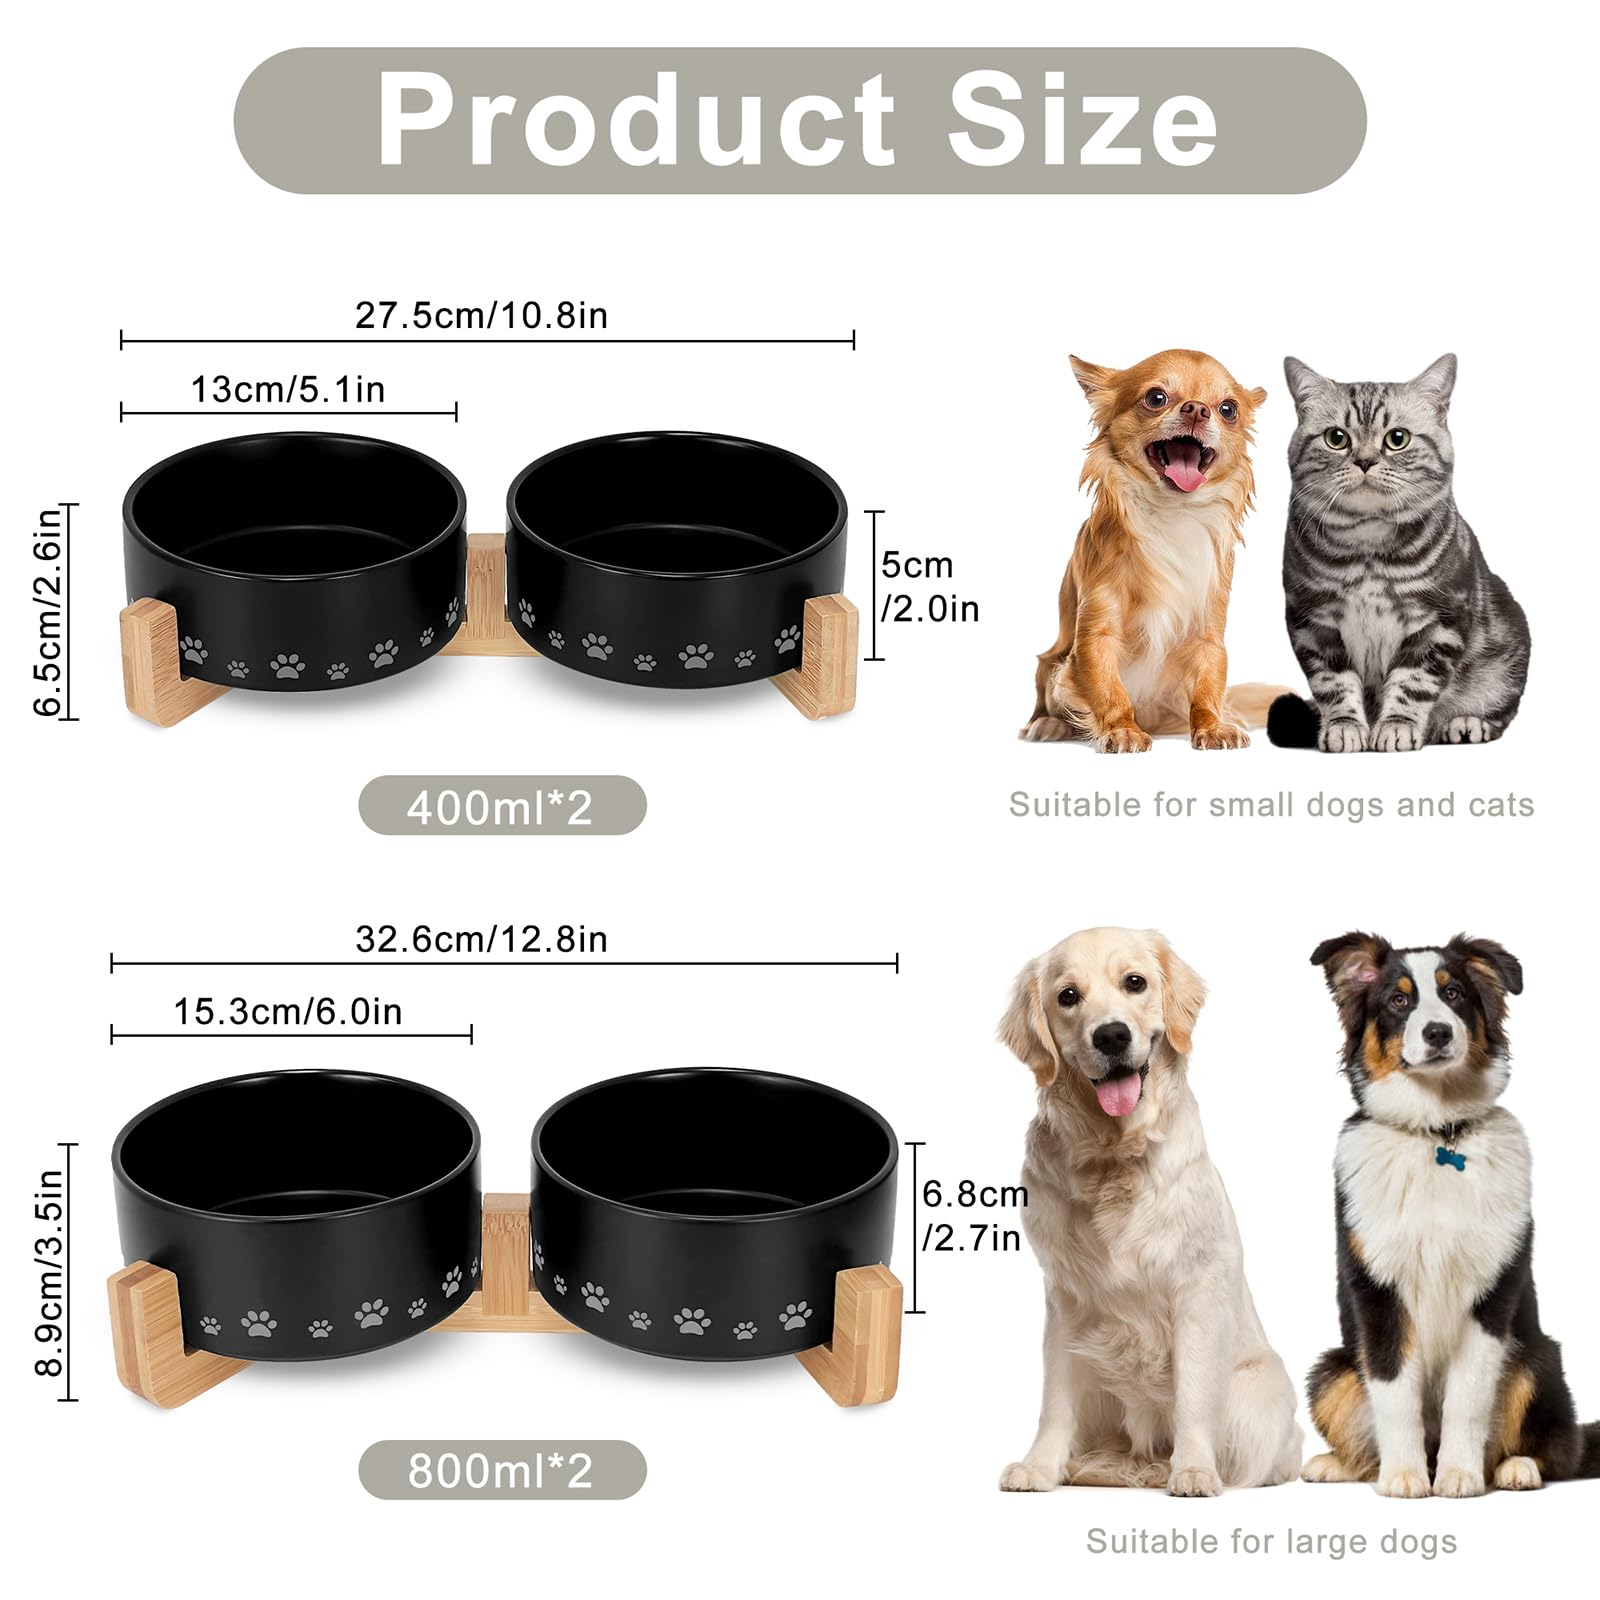 Product Size
27.5cm/10.8in
13cm/5.1in
6.5cm/2.6in
5cm
/2.0in
400ml*2
Suitable for small dogs and cats
32.6cm/12.8in
15.3cm/6.0in
8.9cm/3.5in
6.8cm
/2.7in
800ml*2
Suitable for large dogs